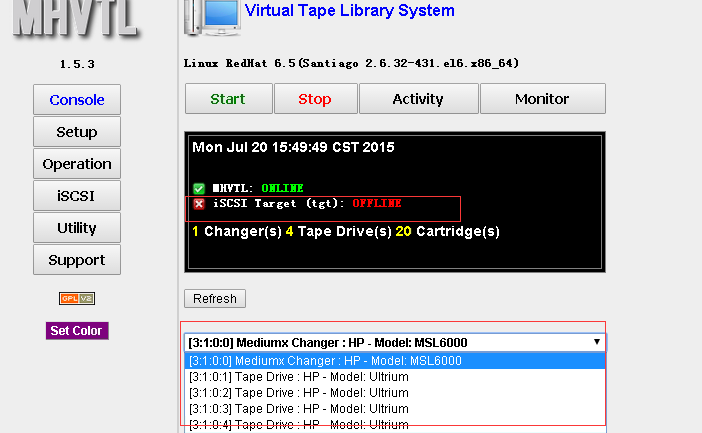 MHVTL
Virtual Tape Library System
1.5.3
Linux RedHat 6.5(Santiago 2.6.32-431.el6.x86_64)
Console
Setup
Operation
iSCSI
Utility
Support
GPL V2
Set Color
Start Stop Activity Monitor
Mon Jul 20 15:49:49 CST 2015
MHVTL: ONLINE
iSCSI Target (tgt): OFFLINE
1 Changer(s) 4 Tape Drive(s) 20 Cartridge(s)
Refresh
[3:1:0:0] Mediumx Changer : HP - Model: MSL6000
[3:1:0:0] Mediumx Changer : HP - Model: MSL6000
[3:1:0:1] Tape Drive : HP - Model: Ultrium
[3:1:0:2] Tape Drive : HP - Model: Ultrium
[3:1:0:3] Tape Drive : HP - Model: Ultrium
[3:1:0:4] Tape Drive : HP - Model: Ultrium